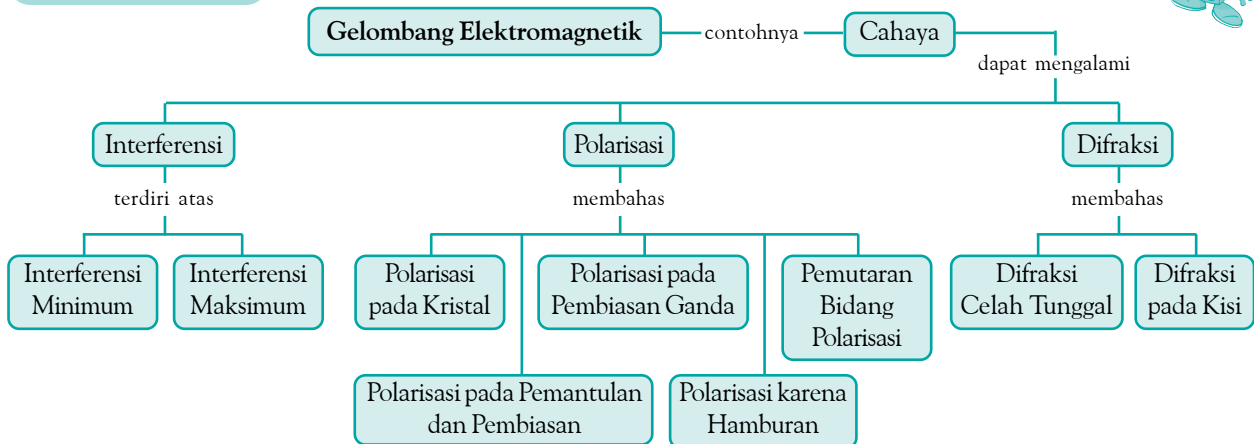 Gelombang Elektromagnetik
contohnya
Cahaya
dapat mengalami
Interferensi
Polarisasi
Difraksi
terdiri atas
membahas
membahas
Interferensi
Minimum
Interferensi
Maksimum
Polarisasi
pada Kristal
Polarisasi pada
Pembiasan Ganda
Pemutaran
Bidang
Polarisasi
Difraksi
Celah Tunggal
Difraksi
pada Kisi
Polarisasi pada Pemantulan
dan Pembiasan
Polarisasi karena
Hamburan